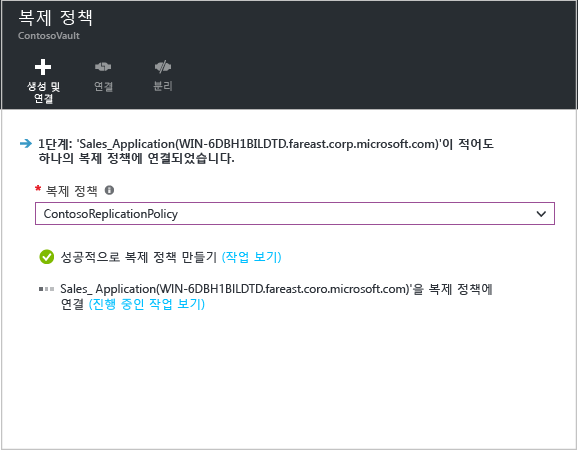 복제 정책
ContosoVault
생성 및
연결
연결
분리
1단계: 'Sales_Application(WIN-6DBH1BILDTD.fareast.corp.microsoft.com)'이 적어도
하나의 복제 정책에 연결되었습니다.
* 복제 정책
ContosoReplicationPolicy
성공적으로 복제 정책 만들기 (작업 보기)
Sales_ Application(WIN-6DBH1BILDTD.fareast.coro.microsoft.com)'을 복제 정책에
연결 (진행 중인 작업 보기)